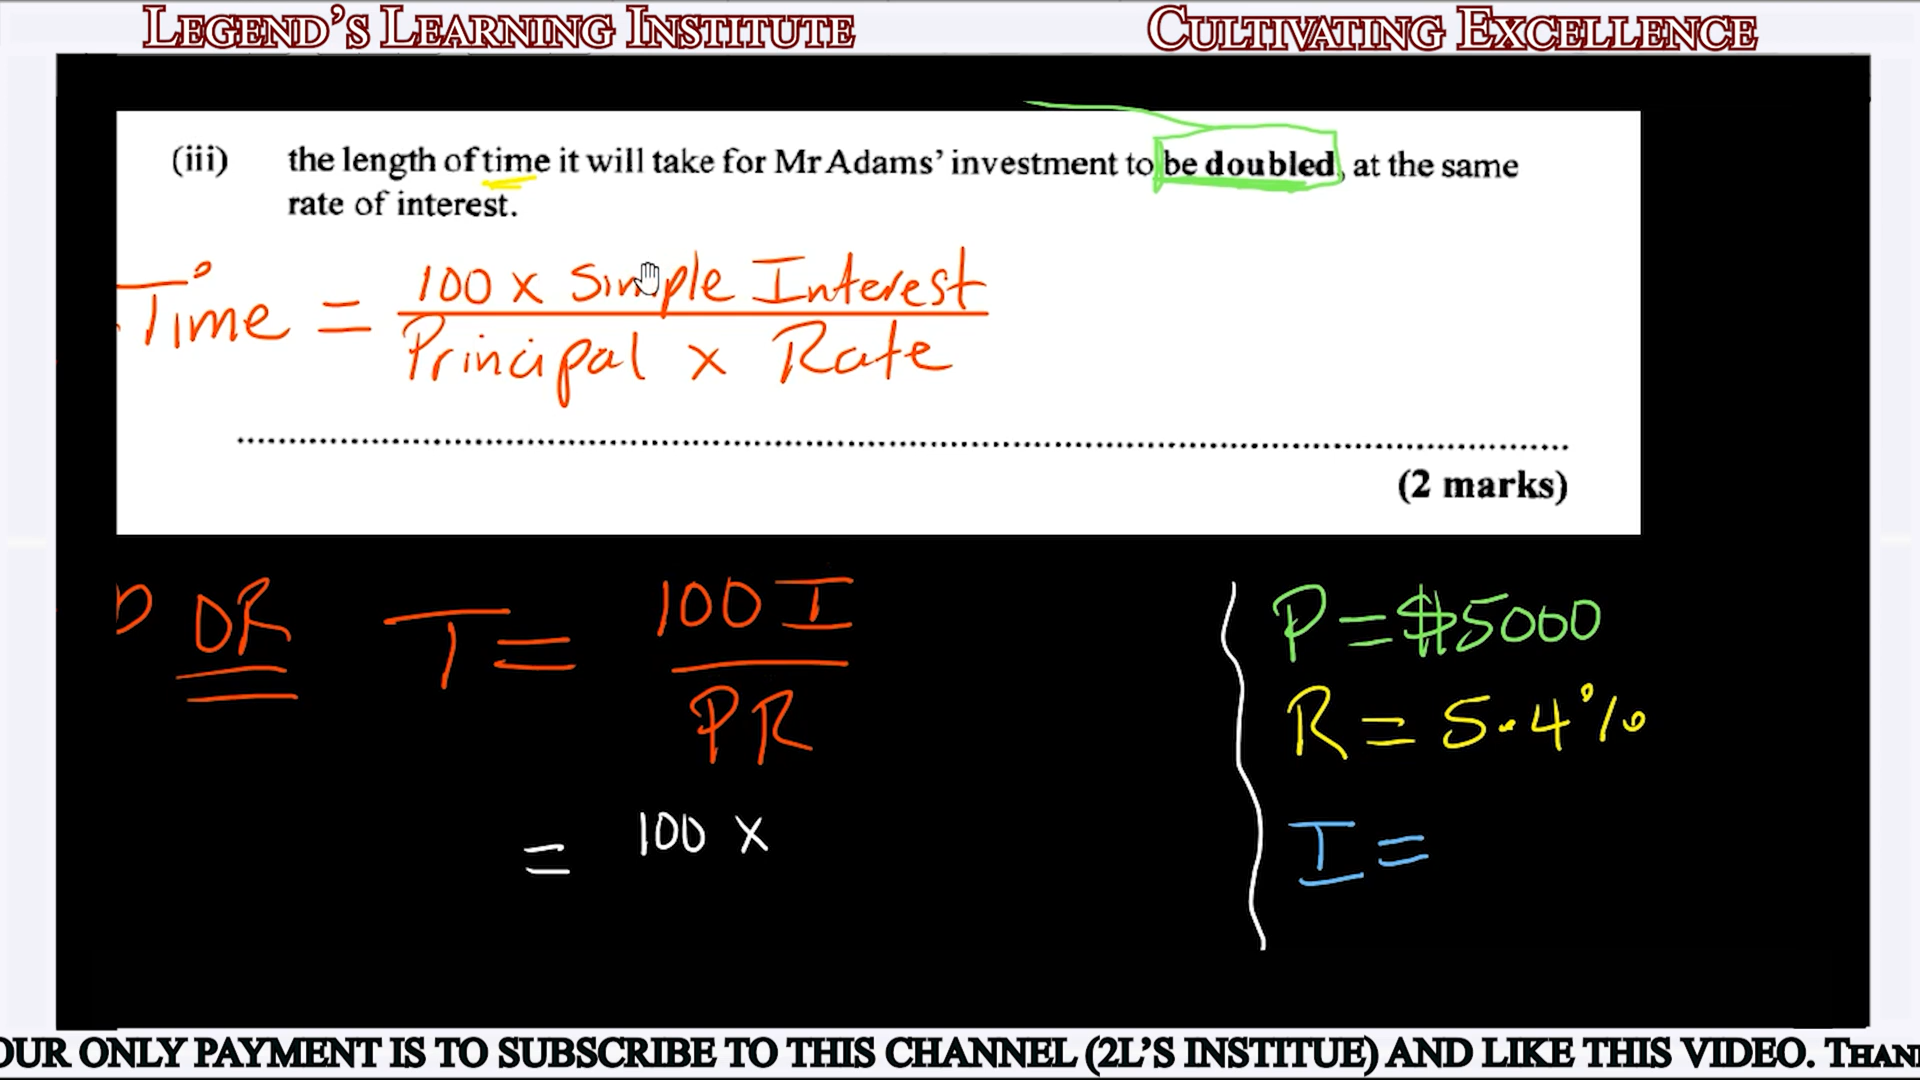 LEGEND'S LEARNING INSTITUTE CULTIVATING EXCELLENCE
(iii) the length of time it will take for Mr Adams' investment to be doubled, at the same
rate of interest.
Time = 100 x Simple Interest
Principal x Rate
(2 marks)
OR T = 100 I
PR
= 100 x
P = $5000
R = 5.4%
I =
OUR ONLY PAYMENT IS TO SUBSCRIBE TO THIS CHANNEL (2L'S INSTITUE) AND LIKE THIS VIDEO. THAN